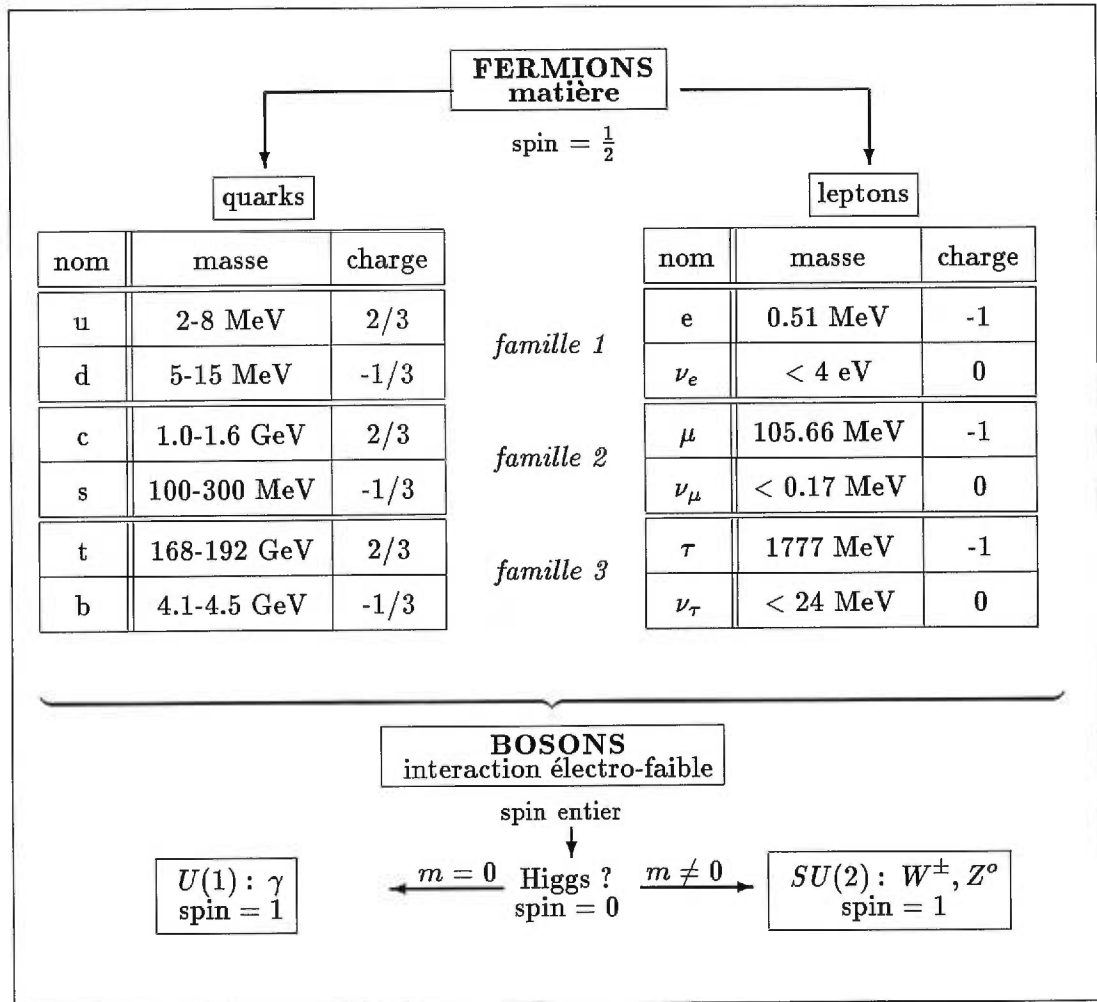 FERMIONS
matière
spin = 1/2
quarks
leptons
nom masse charge
u 2-8 MeV 2/3
d 5-15 MeV -1/3
c 1.0-1.6 GeV 2/3
s 100-300 MeV -1/3
t 168-192 GeV 2/3
b 4.1-4.5 GeV -1/3
famille 1
famille 2
famille 3
nom masse charge
e 0.51 MeV -1
νe < 4 eV 0
μ 105.66 MeV -1
νμ < 0.17 MeV 0
τ 1777 MeV -1
ντ < 24 MeV 0
BOSONS
interaction électro-faible
spin entier
U(1) : γ
spin = 1
m = 0
Higgs ?
spin = 0
m ≠ 0
SU(2) : W±, Zo
spin = 1